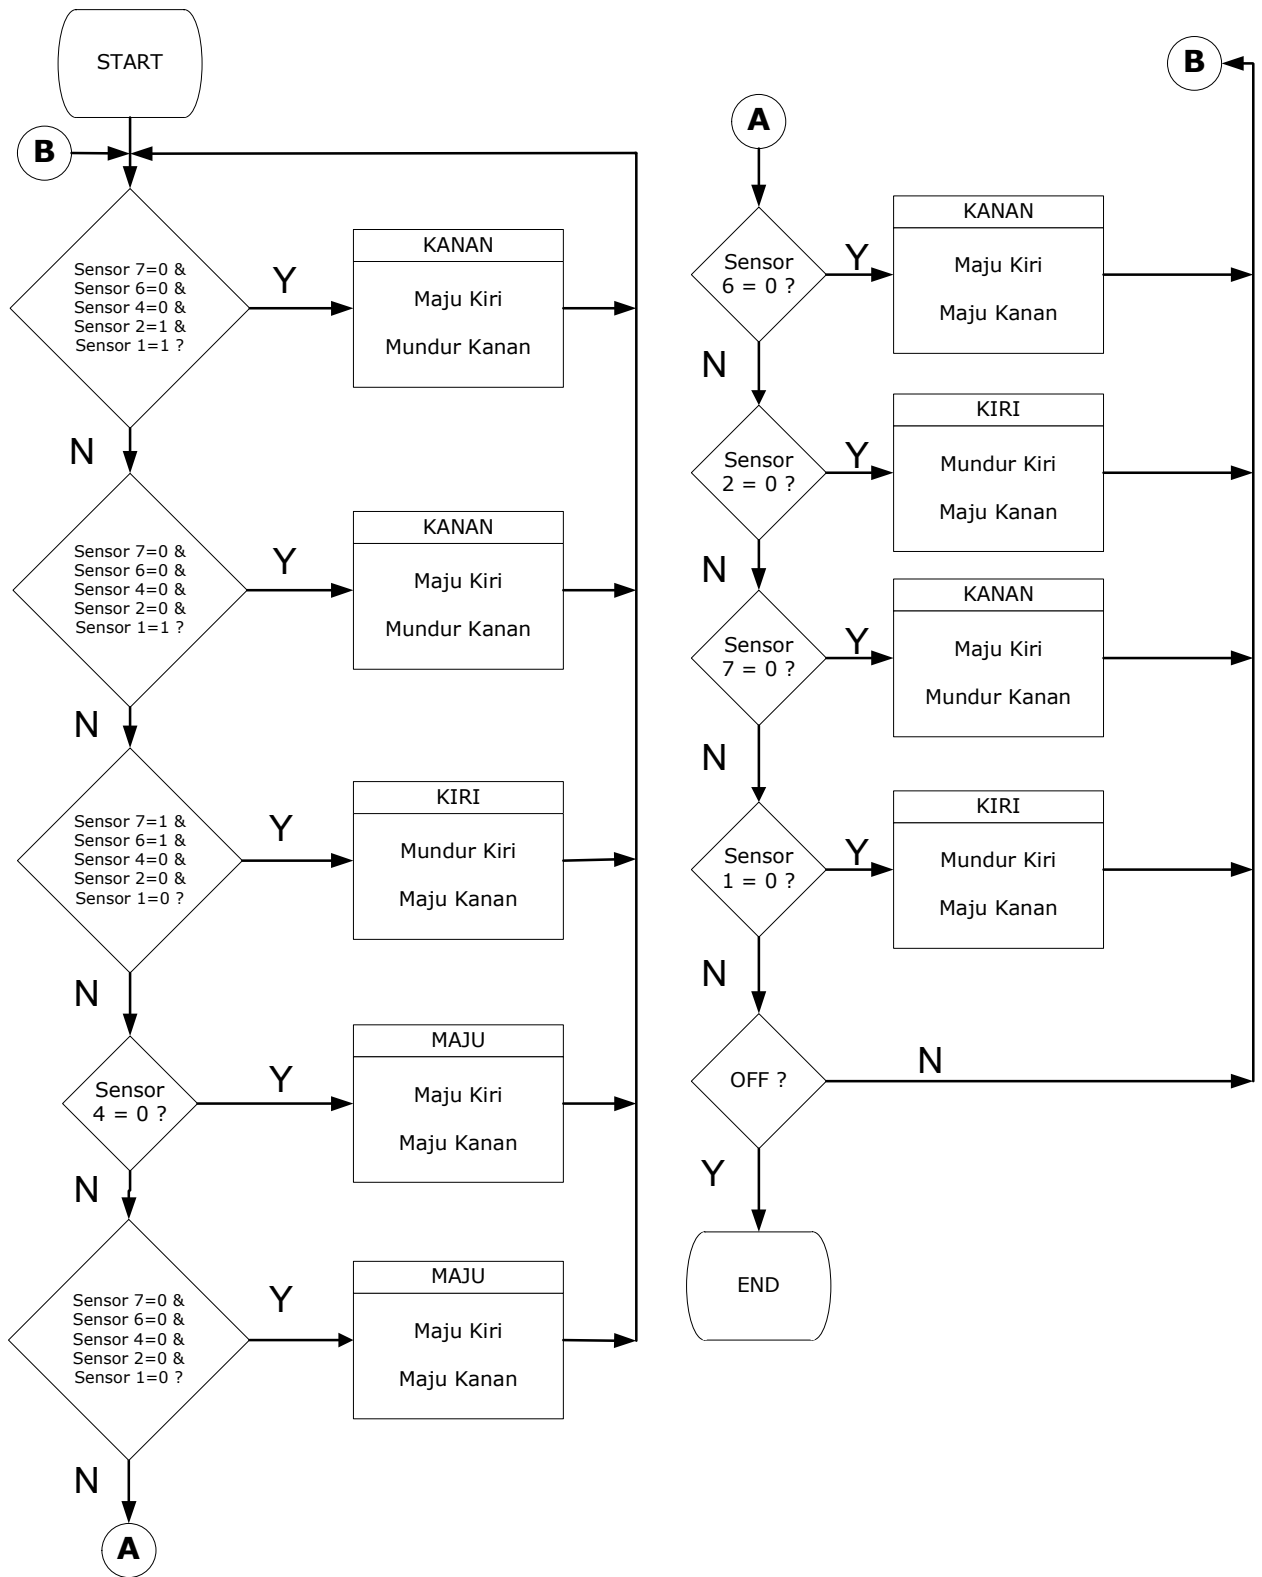 START
B
Sensor 7=0 &
Sensor 6=0 &
Sensor 4=0 &
Sensor 2=1 &
Sensor 1=1 ?
Y
KANAN
Maju Kiri
Mundur Kanan
N
Sensor 7=0 &
Sensor 6=0 &
Sensor 4=0 &
Sensor 2=0 &
Sensor 1=1 ?
Y
KANAN
Maju Kiri
Mundur Kanan
N
Sensor 7=1 &
Sensor 6=1 &
Sensor 4=0 &
Sensor 2=0 &
Sensor 1=0 ?
Y
KIRI
Mundur Kiri
Maju Kanan
N
Sensor
4 = 0 ?
Y
MAJU
Maju Kiri
Maju Kanan
N
Sensor 7=0 &
Sensor 6=0 &
Sensor 4=0 &
Sensor 2=0 &
Sensor 1=0 ?
Y
MAJU
Maju Kiri
Maju Kanan
N
A
B
A
Sensor
6 = 0 ?
Y
KANAN
Maju Kiri
Maju Kanan
N
Sensor
2 = 0 ?
Y
KIRI
Mundur Kiri
Maju Kanan
N
Sensor
7 = 0 ?
Y
KANAN
Maju Kiri
Mundur Kanan
N
Sensor
1 = 0 ?
Y
KIRI
Mundur Kiri
Maju Kanan
N
OFF ?
N
Y
END